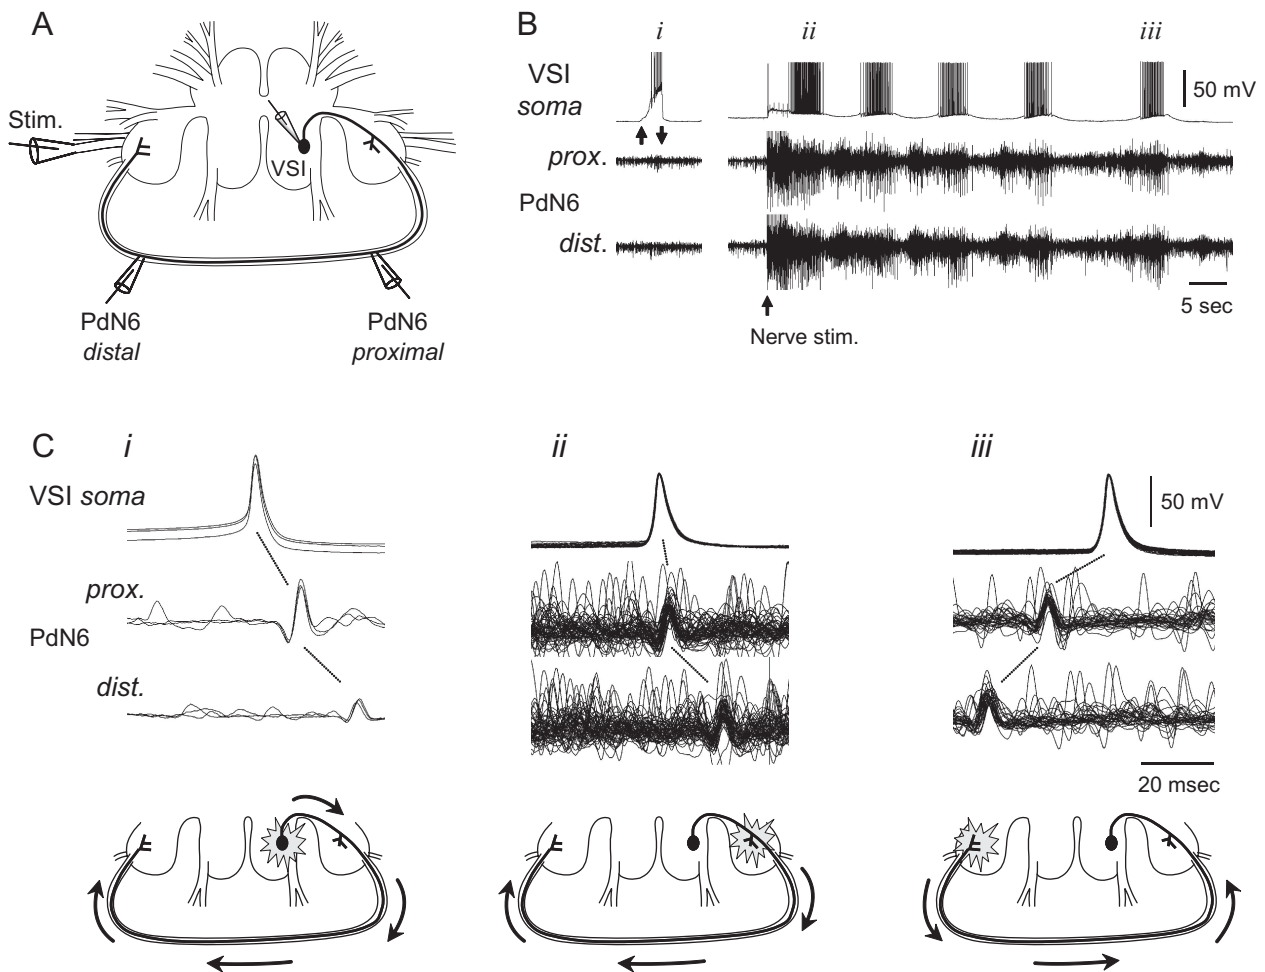 A
Stim.
VSI
PdN6
distal
PdN6
proximal
B
i
ii
iii
VSI
soma
50 mV
prox.
PdN6
dist.
5 sec
Nerve stim.
C
i
ii
iii
VSI soma
50 mV
prox.
PdN6
dist.
20 msec